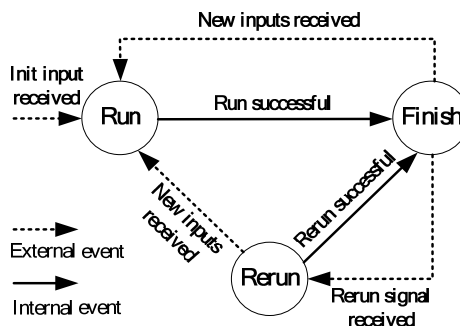 New inputs received
Init input
received
Run
Run successful
Finish
New inputs
received
Rerun successful
External event
Rerun
Internal event
Rerun signal
received